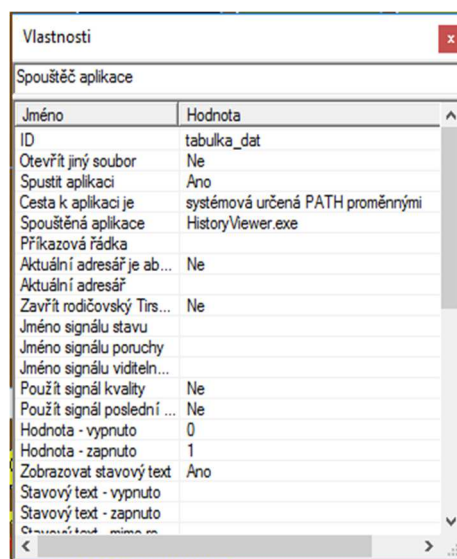 Vlastnosti
x
Spouštěč aplikace
Jméno Hodnota
ID tabulka_dat
Otevřít jiný soubor Ne
Spustit aplikaci Ano
Cesta k aplikaci je systémová určená PATH proměnnými
Spouštěná aplikace HistoryViewer.exe
Příkazová řádka
Aktuální adresář je ab... Ne
Aktuální adresář
Zavřít rodičovský Tirs... Ne
Jméno signálu stavu
Jméno signálu poruchy
Jméno signálu viditeln...
Použít signál kvality Ne
Použít signál poslední ... Ne
Hodnota - vypnuto 0
Hodnota - zapnuto 1
Zobrazovat stavový text Ano
Stavový text - vypnuto
Stavový text - zapnuto
Stavový text - mimo